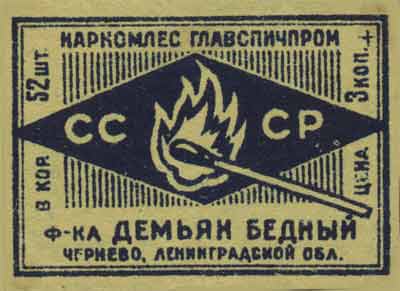 НАРКОМЛЕС ГЛАВСПИЧПРОМ
52 ШТ.
В КОР.
СС СР
3 КОП. +
ЦЕНА
Ф-КА ДЕМЬЯН БЕДНЫЙ
ЧЕРНЕВО, ЛЕНИНГРАДСКОЙ ОБЛ.